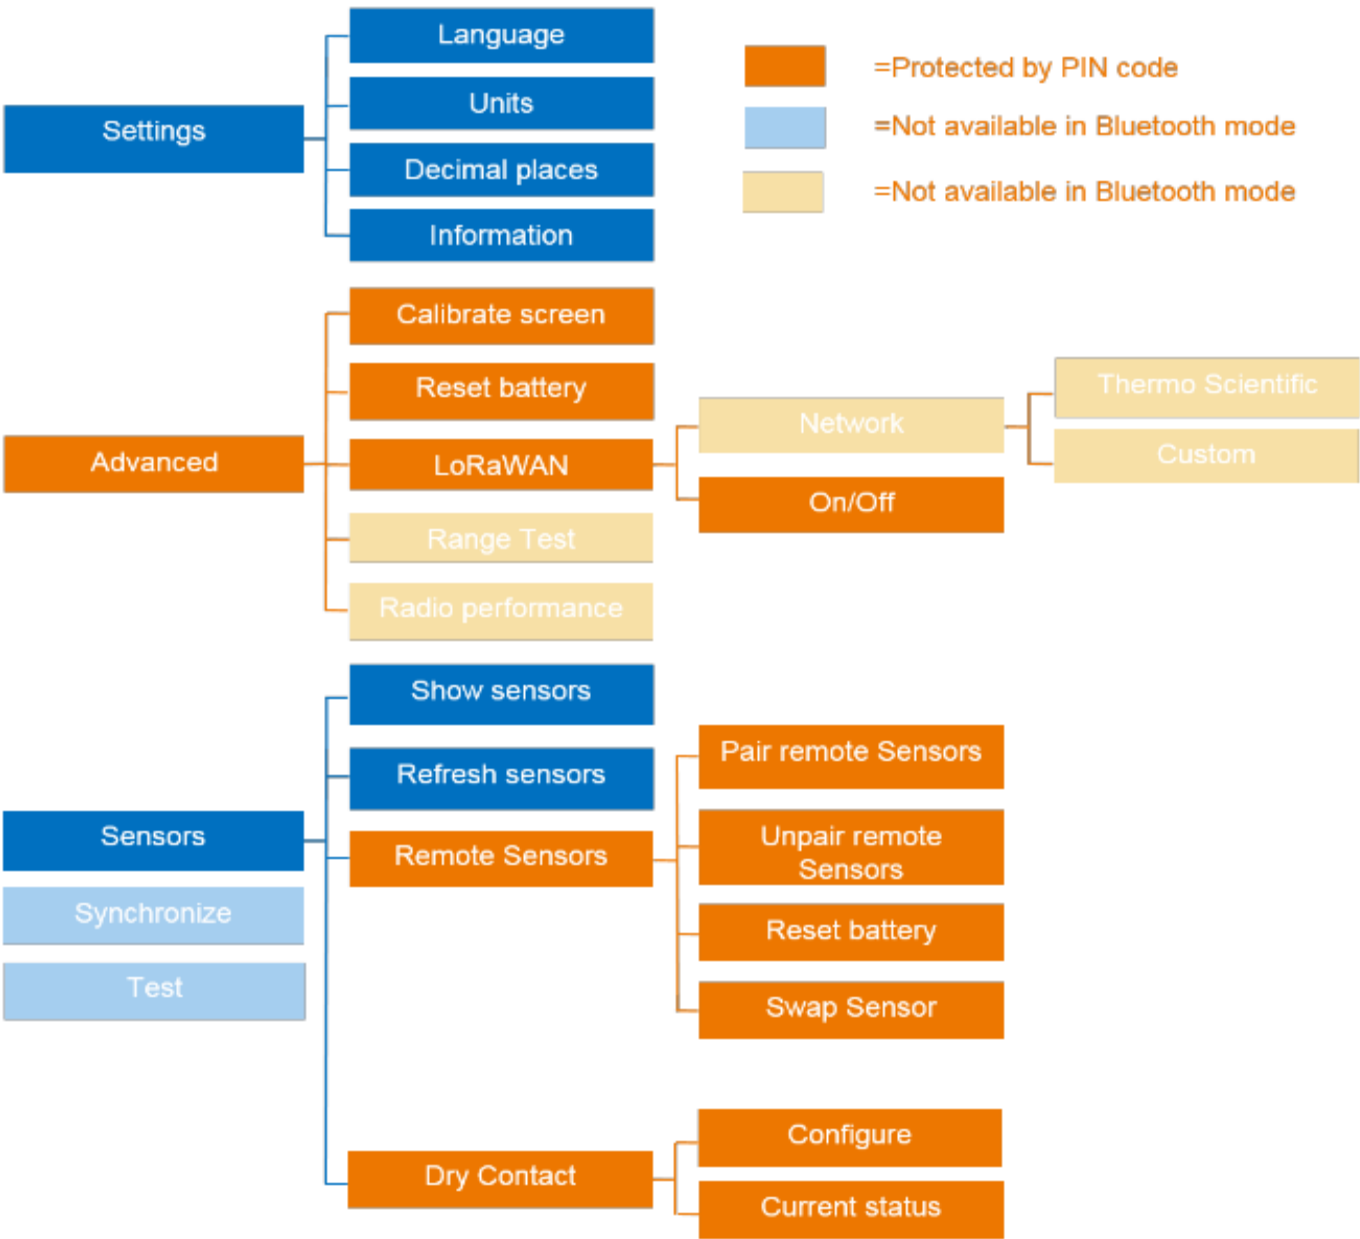 Language
Units
Settings
Decimal places
Information
=Protected by PIN code
=Not available in Bluetooth mode
=Not available in Bluetooth mode
Calibrate screen
Reset battery
Advanced
LoRaWAN
Range Test
Radio performance
Network
On/Off
Thermo Scientific
Custom
Show sensors
Refresh sensors
Sensors
Remote Sensors
Synchronize
Test
Pair remote Sensors
Unpair remote
Sensors
Reset battery
Swap Sensor
Dry Contact
Configure
Current status